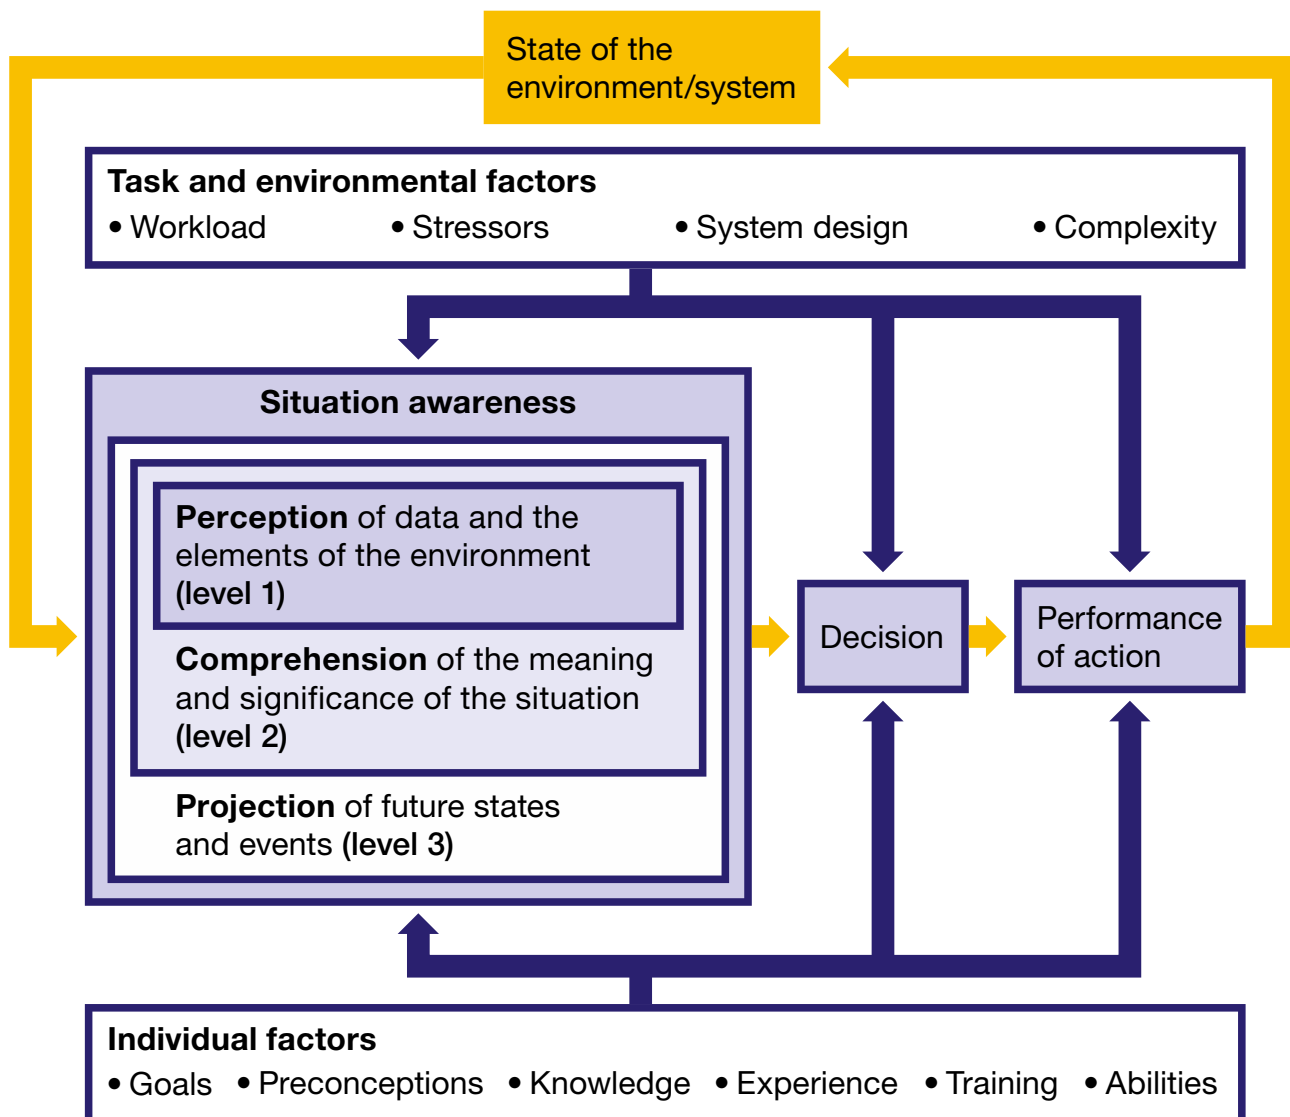 State of the
environment/system
Task and environmental factors
• Workload • Stressors • System design • Complexity
Situation awareness
Perception of data and the
elements of the environment
(level 1)
Comprehension of the meaning
and significance of the situation
(level 2)
Projection of future states
and events (level 3)
Decision
Performance
of action
Individual factors
• Goals • Preconceptions • Knowledge • Experience • Training • Abilities